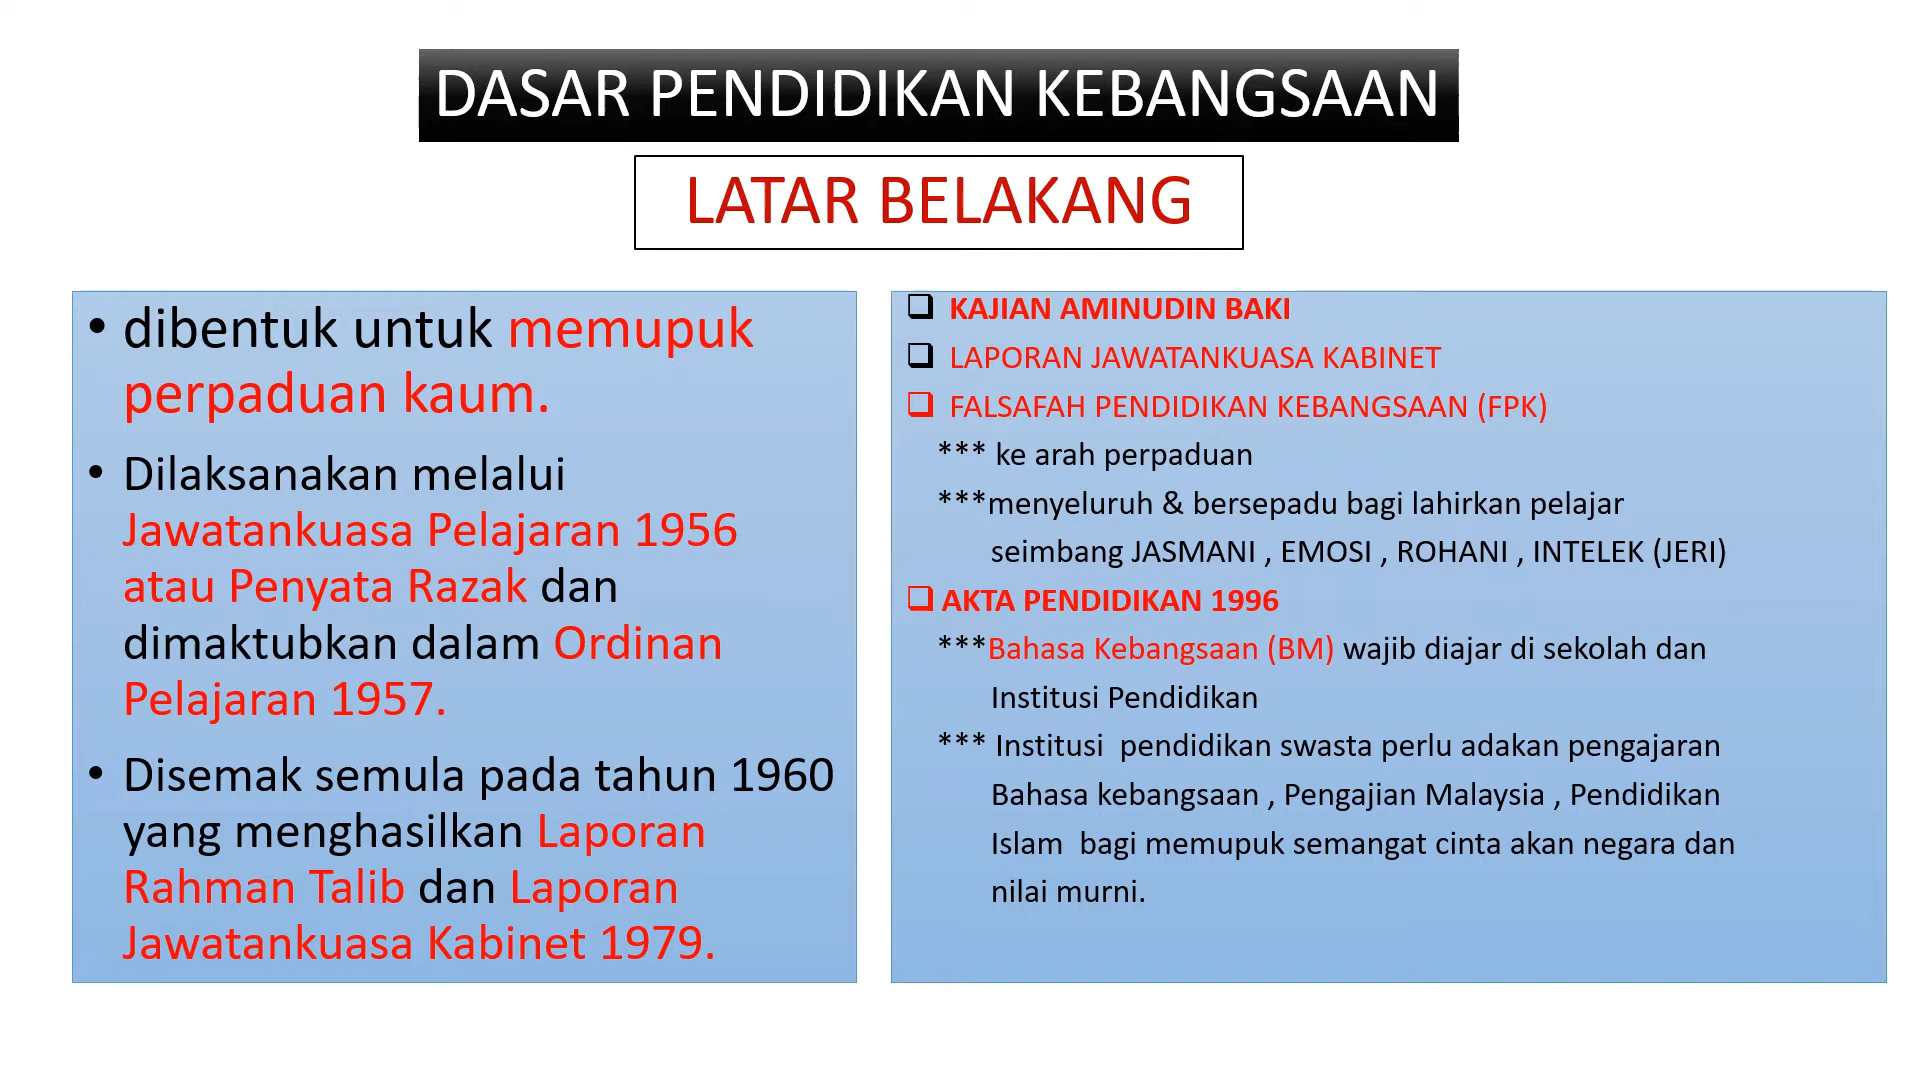 DASAR PENDIDIKAN KEBANGSAAN
LATAR BELAKANG
• dibentuk untuk memupuk
perpaduan kaum.
• Dilaksanakan melalui
Jawatankuasa Pelajaran 1956
atau Penyata Razak dan
dimaktubkan dalam Ordinan
Pelajaran 1957.
• Disemak semula pada tahun 1960
yang menghasilkan Laporan
Rahman Talib dan Laporan
Jawatankuasa Kabinet 1979.
❑ KAJIAN AMINUDIN BAKI
❑ LAPORAN JAWATANKUASA KABINET
❑ FALSAFAH PENDIDIKAN KEBANGSAAN (FPK)
*** ke arah perpaduan
***menyeluruh & bersepadu bagi lahirkan pelajar
seimbang JASMANI , EMOSI , ROHANI , INTELEK (JERI)
❑ AKTA PENDIDIKAN 1996
***Bahasa Kebangsaan (BM) wajib diajar di sekolah dan
Institusi Pendidikan
*** Institusi pendidikan swasta perlu adakan pengajaran
Bahasa kebangsaan , Pengajian Malaysia , Pendidikan
Islam bagi memupuk semangat cinta akan negara dan
nilai murni.